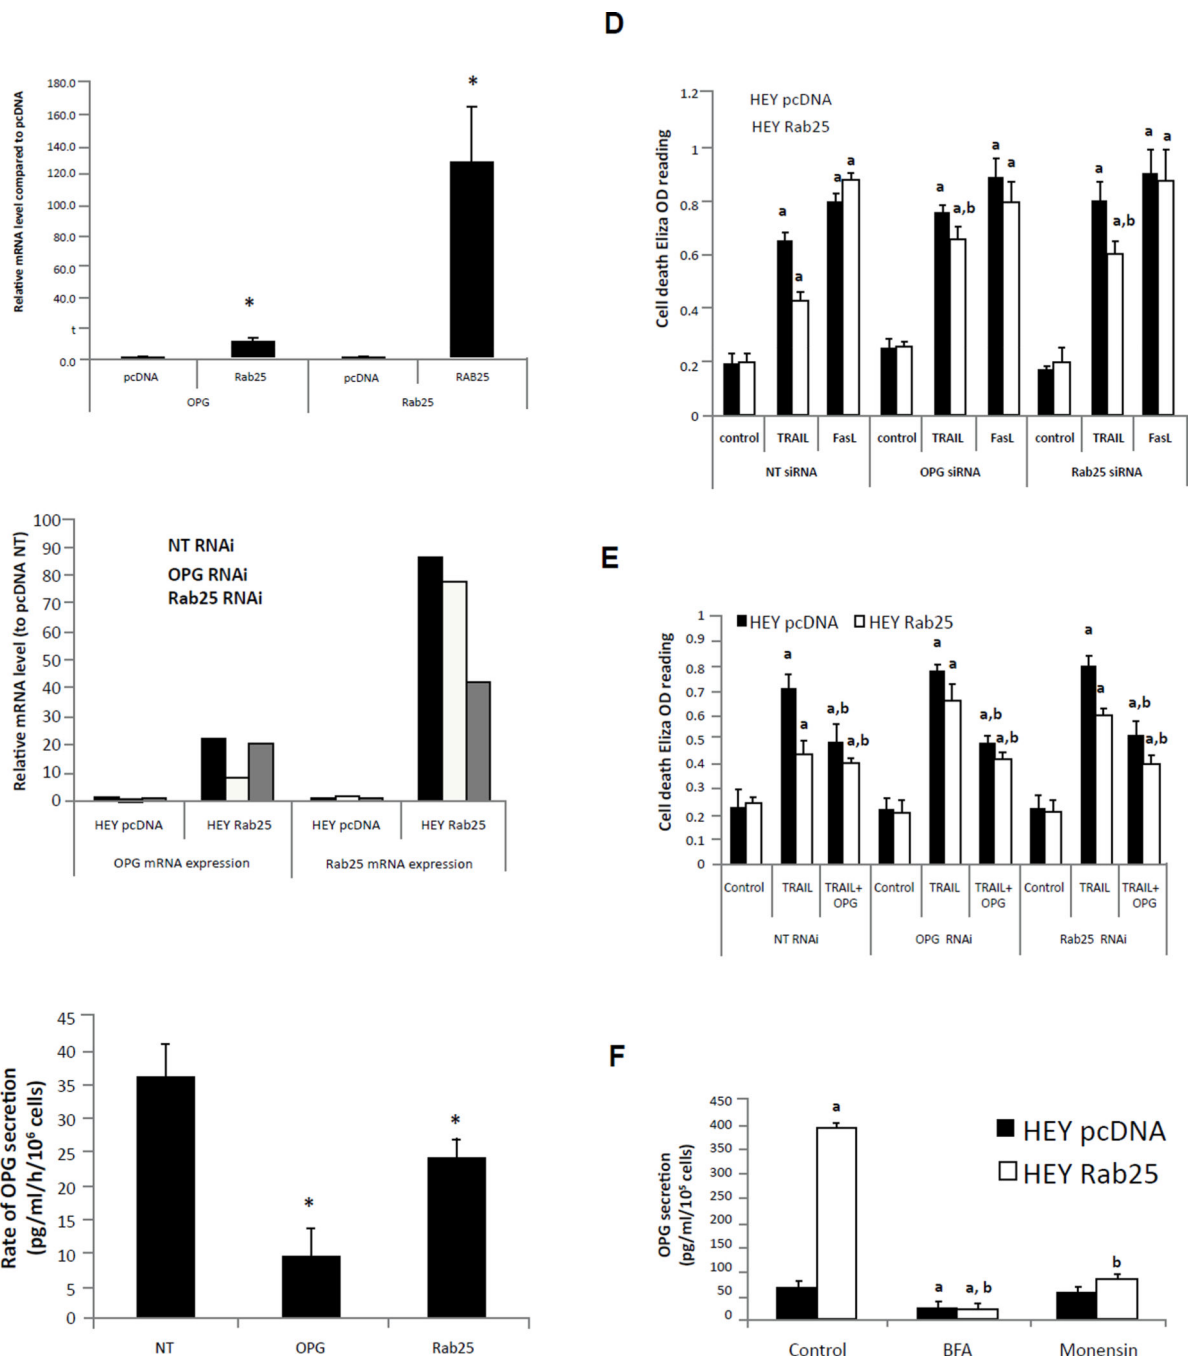 Relative mRNA level compared to pcDNA
180.0
160.0
140.0
120.0
100.0
80.0
60.0
40.0
t
0.0
*
*
pcDNA Rab25 pcDNA RAB25
OPG Rab25
Relative mRNA level (to pcDNA NT)
100
90
80
70
60
50
40
30
20
10
0
NT RNAi
OPG RNAi
Rab25 RNAi
HEY pcDNA HEY Rab25 HEY pcDNA HEY Rab25
OPG mRNA expression Rab25 mRNA expression
Rate of OPG secretion
(pg/ml/h/10⁶ cells)
45
40
35
30
25
20
15
10
5
0
*
*
NT OPG Rab25
D
Cell death Eliza OD reading
1.2
1
0.8
0.6
0.4
0.2
0
HEY pcDNA
HEY Rab25
a a a a a a,b a a a a,b a a
control TRAIL FasL control TRAIL FasL control TRAIL FasL
NT siRNA OPG siRNA Rab25 siRNA
E
Cell death Eliza OD reading
1
0.9
0.8
0.7
0.6
0.5
0.4
0.3
0.2
0.1
0
HEY pcDNA HEY Rab25
a a a,b a,b a a a,b a,b a a a,b a,b
Control TRAIL TRAIL+ Control TRAIL TRAIL+ Control TRAIL TRAIL+
OPG OPG OPG
NT RNAi OPG RNAi Rab25 RNAi
F
OPG secretion
(pg/ml/10⁵ cells)
450
400
350
300
250
200
150
100
50
0
HEY pcDNA
HEY Rab25
a
a a, b b
Control BFA Monensin